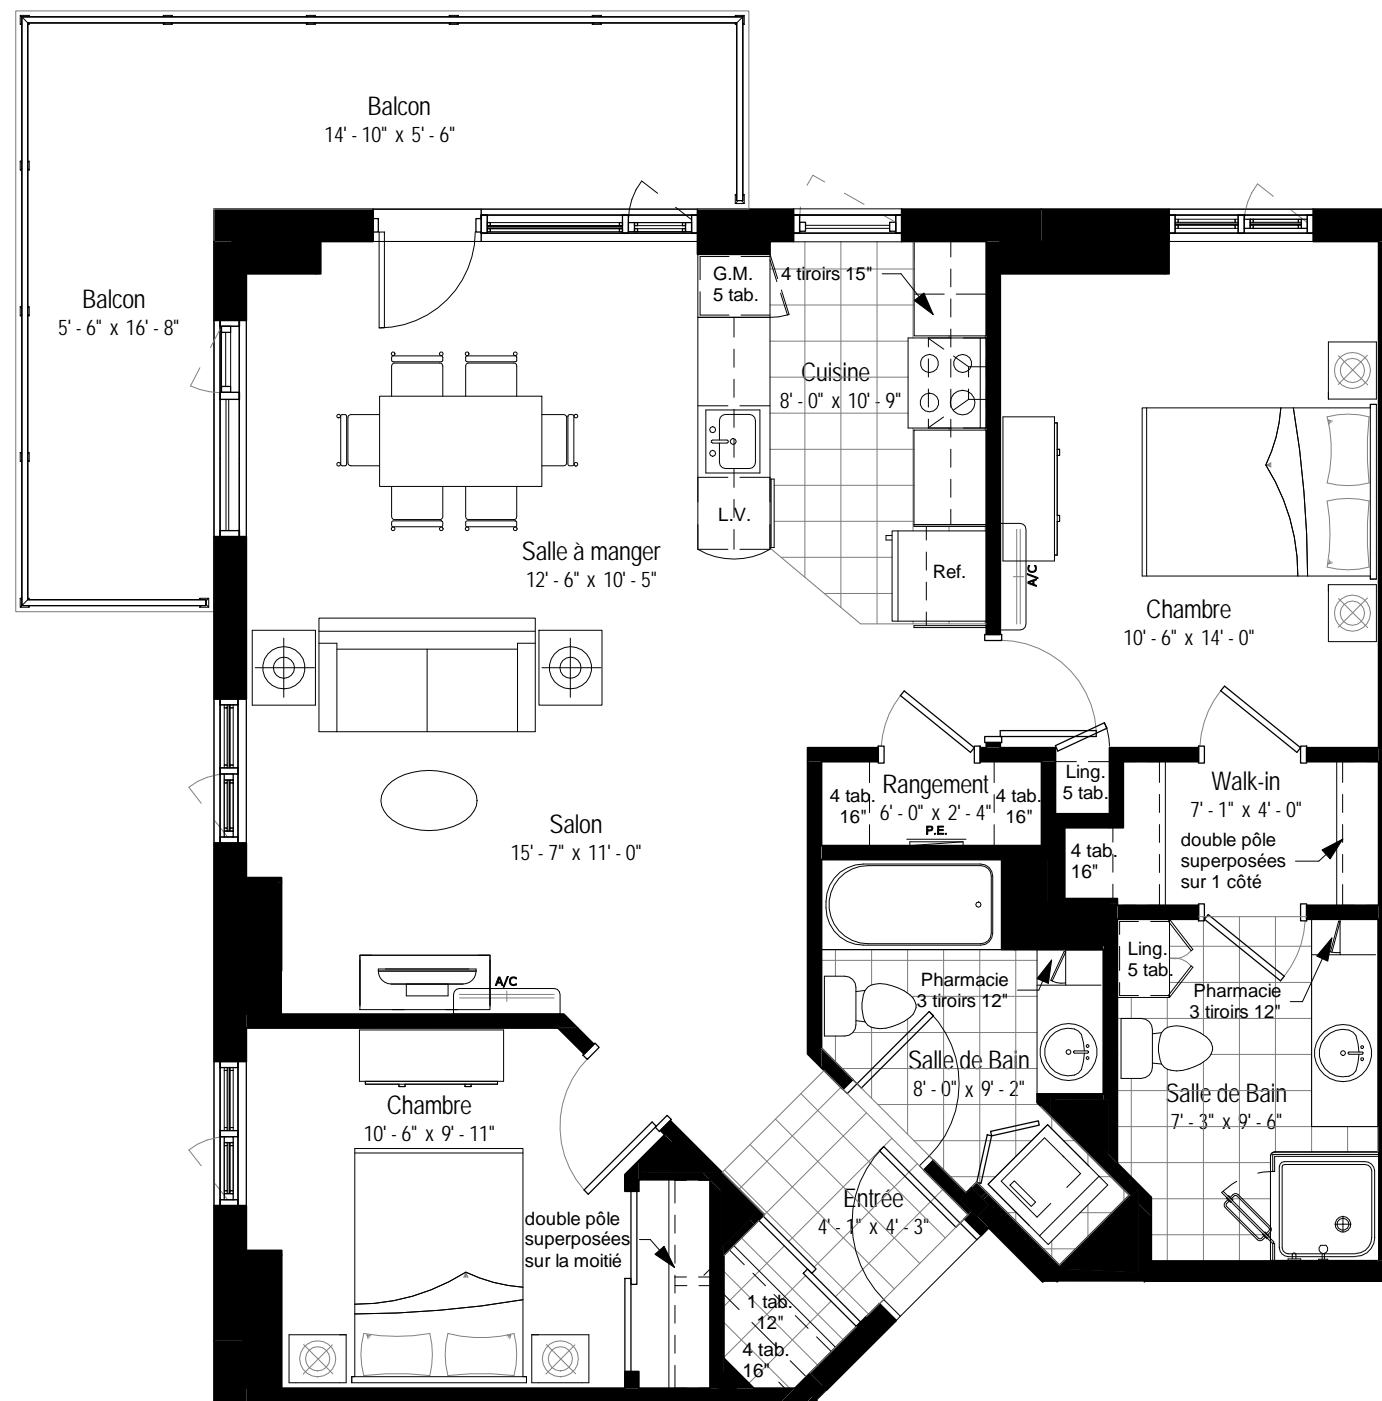 Balcon
14' - 10" x 5' - 6"
Balcon
5' - 6" x 16' - 8"
G.M.
5 tab.
4 tiroirs 15"
Cuisine
8' - 0" x 10' - 9"
L.V.
Ref.
A/C
Salle à manger
12' - 6" x 10' - 5"
Chambre
10' - 6" x 14' - 0"
Salon
15' - 7" x 11' - 0"
4 tab.
16"
Rangement
6' - 0" x 2' - 4"
P.E.
4 tab.
16"
Ling.
5 tab.
Walk-in
7' - 1" x 4' - 0"
double pôle
superposées
sur 1 côté
4 tab.
16"
A/C
Pharmacie
3 tiroirs 12"
Salle de Bain
8' - 0" x 9' - 2"
Ling.
5 tab.
Pharmacie
3 tiroirs 12"
Salle de Bain
7' - 3" x 9' - 6"
Chambre
10' - 6" x 9' - 11"
double pôle
superposées
sur la moitié
Entrée
4' - 1" x 4' - 3"
1 tab.
12"
4 tab.
16"